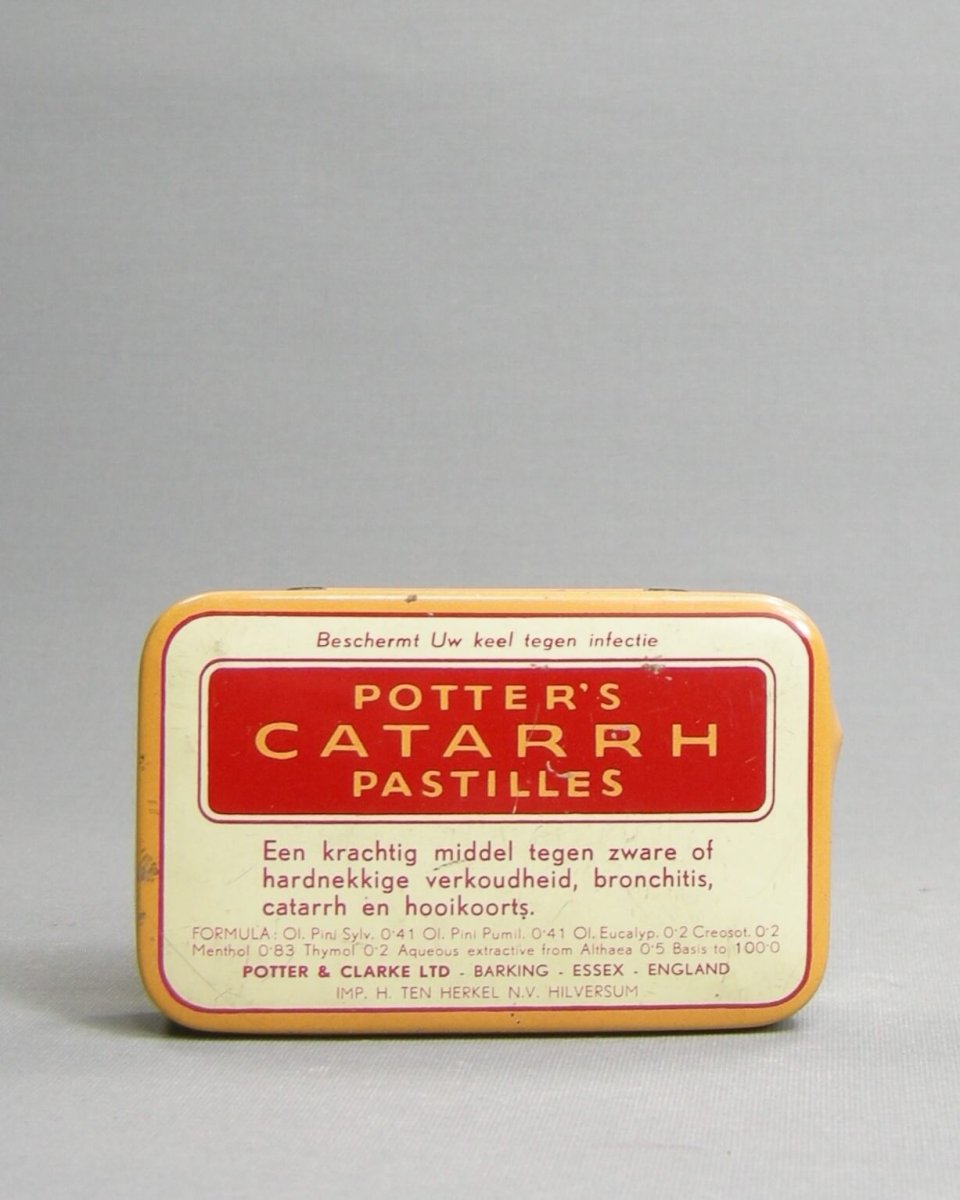 Beschermt Uw keel tegen infectie
POTTER'S
CATARRH
PASTILLES
Een krachtig middel tegen zware of
hardnekkige verkoudheid, bronchitis,
catarrh en hooikoorts.
FORMULA: Ol. Pini Sylv. 0·41 Ol. Pini Pumil. 0·41 Ol. Eucalyp. 0·2 Creosot. 0·2
Menthol 0·83 Thymol 0·2 Aqueous extractive from Althaea 0·5 Basis to 100·0
POTTER & CLARKE LTD - BARKING - ESSEX - ENGLAND
IMP. H. TEN HERKEL N.V. HILVERSUM